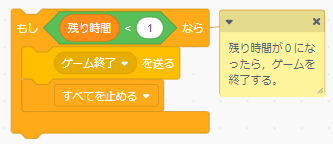 もし 残り時間 < 1 なら
ゲーム終了 を送る
すべてを止める
残り時間が０にな
ったら，ゲームを
終了する。